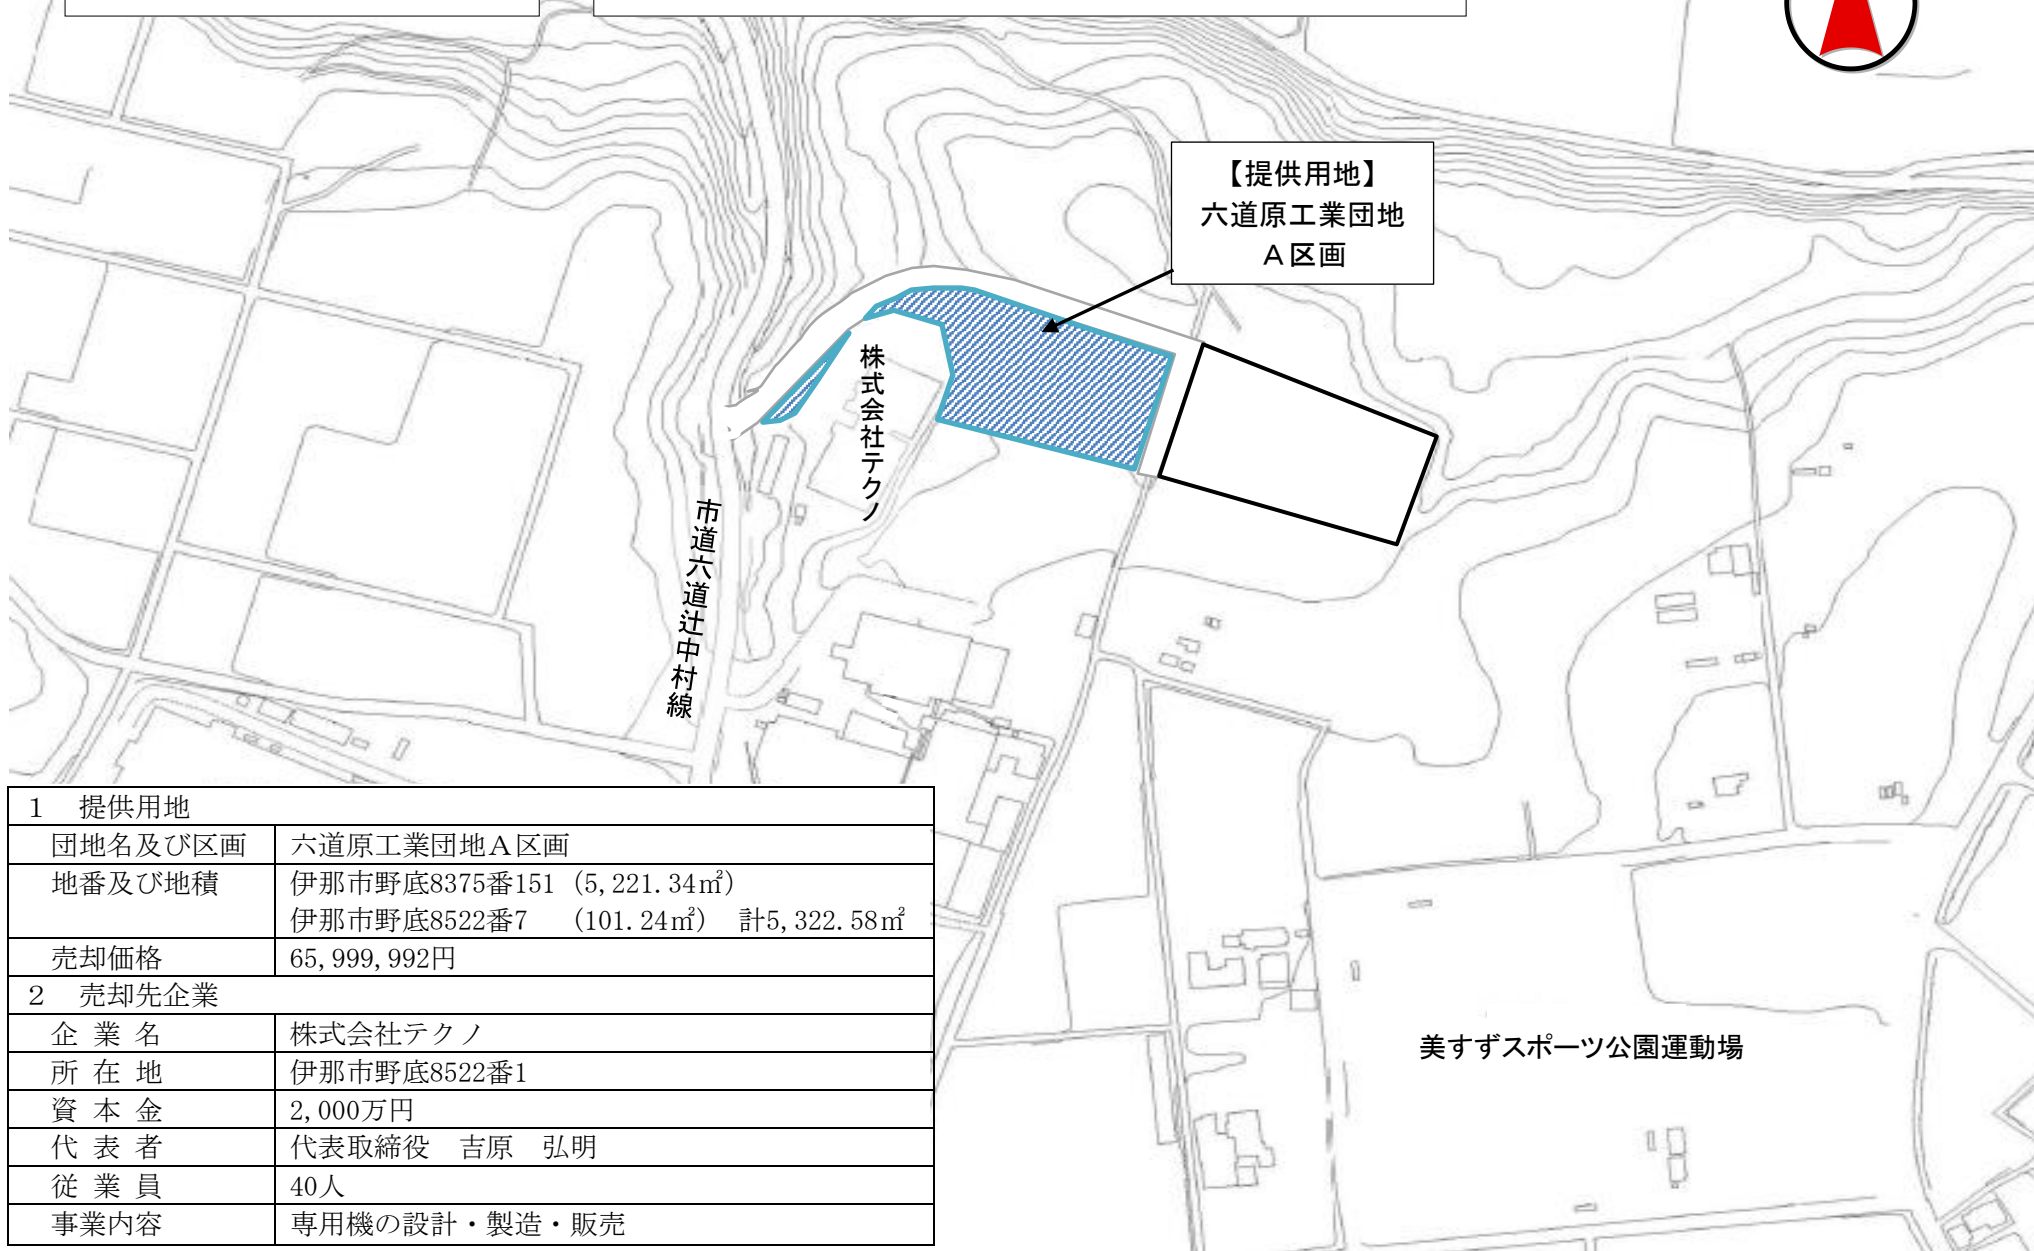 【提供用地】
六道原工業団地
Ａ区画
株式会社テクノ
市道六道辻中村線
美すずスポーツ公園運動場
１　提供用地
団地名及び区画　六道原工業団地Ａ区画
地番及び地積　伊那市野底8375番151（5,221.34㎡）
伊那市野底8522番7　（101.24㎡）　計5,322.58㎡
売却価格　65,999,992円
２　売却先企業
企 業 名　株式会社テクノ
所 在 地　伊那市野底8522番1
資 本 金　2,000万円
代 表 者　代表取締役　吉原　弘明
従 業 員　40人
事業内容　専用機の設計・製造・販売